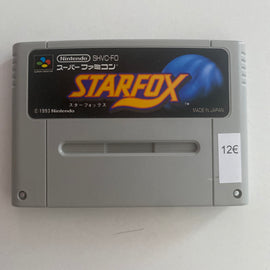 Nintendo SHVC-FO
スーパーファミコン
STARFOX
スターフォックス
© 1993 Nintendo
MADE IN JAPAN
12€